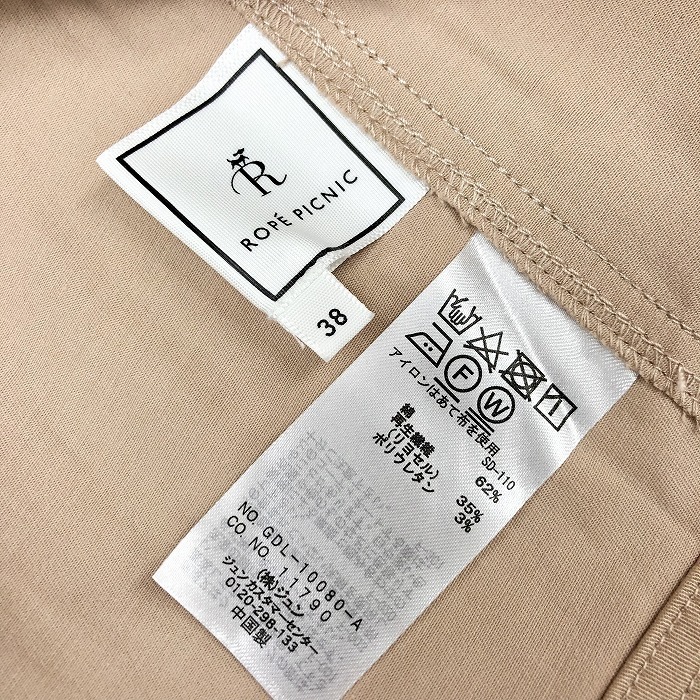 R
ROPÉ PICNIC
38
F W
アイロンはあて布を使用
SD-110
綿 62%
再生繊維
(リヨセル) 35%
ポリウレタン 3%
NO. GDL-10080-A
CO. NO. 11790
(株)ジュン
ジュンカスタマーセンター
0120-298-133
中国製